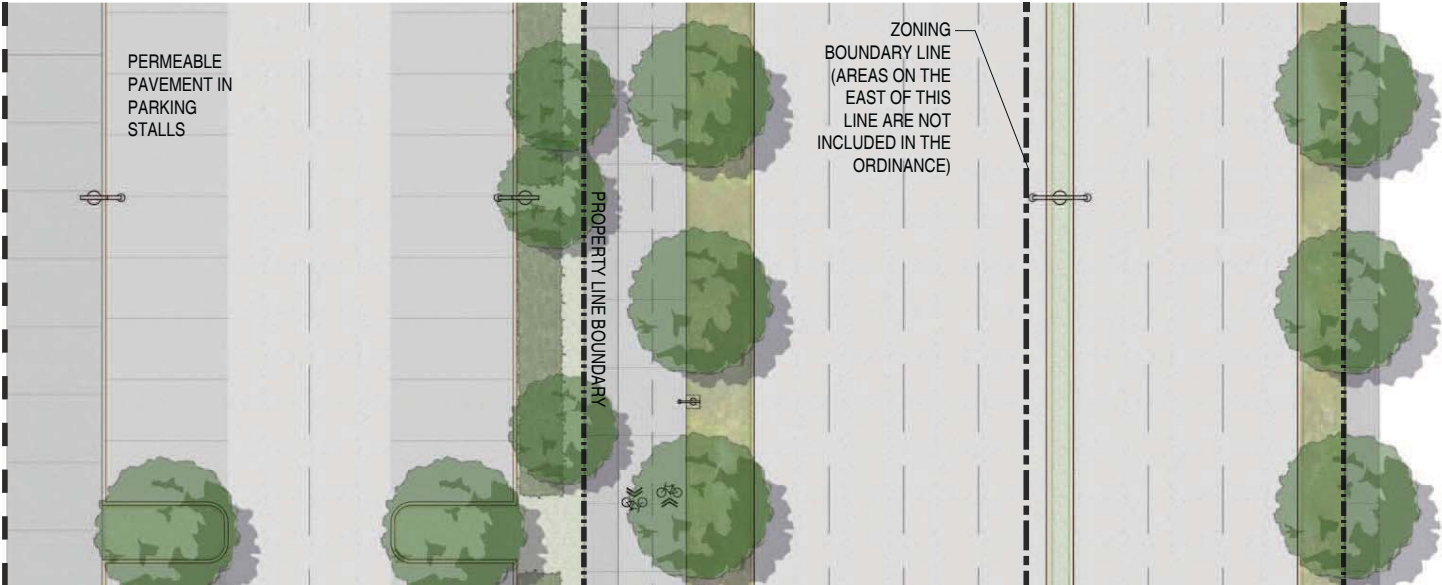 PERMEABLE
PAVEMENT IN
PARKING
STALLS
PROPERTY LINE BOUNDARY
ZONING
BOUNDARY LINE
(AREAS ON THE
EAST OF THIS
LINE ARE NOT
INCLUDED IN THE
ORDINANCE)